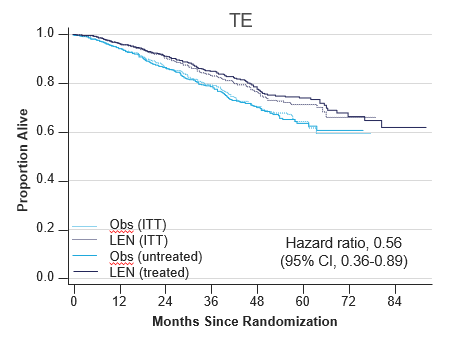 TE
Proportion Alive
1.0
0.8
0.6
0.4
0.2
0.0
Obs (ITT)
LEN (ITT)
Obs (untreated)
LEN (treated)
Hazard ratio, 0.56
(95% CI, 0.36-0.89)
0 12 24 36 48 60 72 84
Months Since Randomization